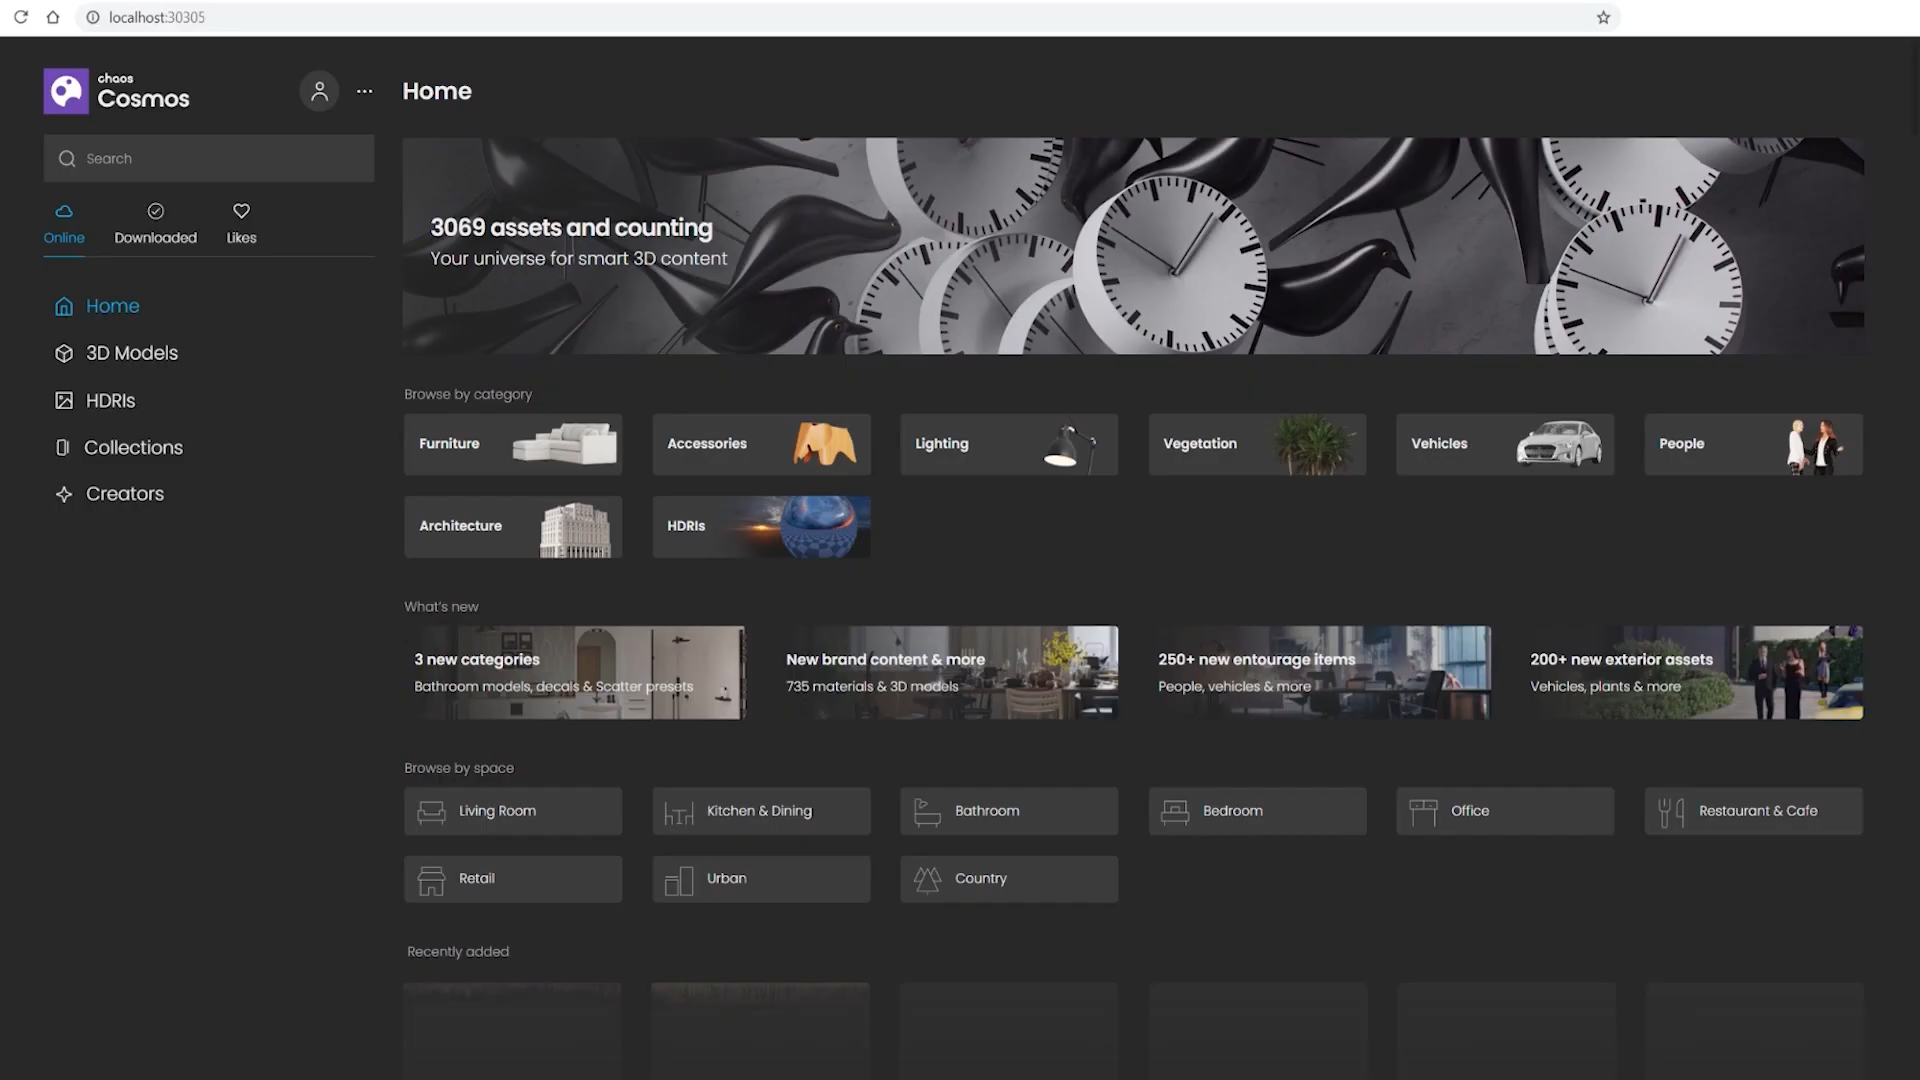 localhost:30305
chaos
Cosmos
Home
Search
Online
Downloaded
Likes
Home
3D Models
HDRIs
Collections
Creators
3069 assets and counting
Your universe for smart 3D content
Browse by category
Furniture
Accessories
Lighting
Vegetation
Vehicles
People
Architecture
HDRIs
What's new
3 new categories
Bathroom models, decals & Scatter presets
New brand content & more
735 materials & 3D models
250+ new entourage items
People, vehicles & more
200+ new exterior assets
Vehicles, plants & more
Browse by space
Living Room
Kitchen & Dining
Bathroom
Bedroom
Office
Restaurant & Cafe
Retail
Urban
Country
Recently added